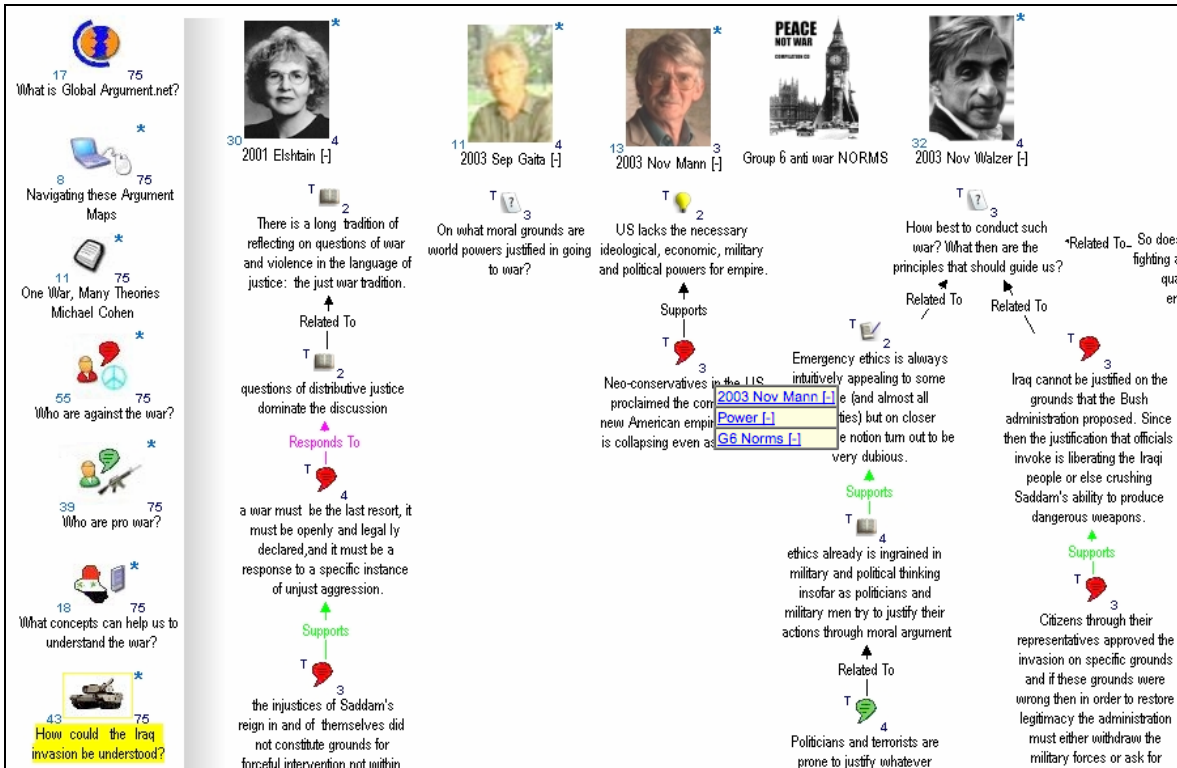 17 75
What is Global Argument.net?
*
8 75
Navigating these Argument
Maps
*
11 75
One War, Many Theories
Michael Cohen
*
55 75
Who are against the war?
*
39 75
Who are pro war?
*
18 75
What concepts can help us to
understand the war?
*
43 75
How could the Iraq
invasion be understood?
*
30 4
2001 Elshtain [-]
T 2
There is a long tradition of
reflecting on questions of war
and violence in the language of
justice: the just war tradition.
Related To
2
questions of distributive justice
dominate the discussion
Responds To
T 4
a war must be the last resort, it
must be openly and legal ly
declared,and it must be a
response to a specific instance
of unjust aggression.
Supports
T 3
the injustices of Saddam's
reign in and of themselves did
not constitute grounds for
forceful intervention not within
*
11 4
2003 Sep Gaita [-]
T ? 3
On what moral grounds are
world powers justified in going
to war?
*
13 3
2003 Nov Mann [-]
T 2
US lacks the necessary
ideological, economic, military
and political powers for empire.
Supports
T 3
Neo-conservatives in the US
proclaimed the
new American
is collapsing even
2003 Nov Mann [-]
Power [-]
G6 Norms [-]
PEACE
NOT WAR
COMPILATION CD
Group 6 anti war NORMS
*
32 4
2003 Nov Walzer [-]
T ? 3
How best to conduct such
war? What then are the
principles that should guide us?
Related To
Related To
Related To
So does
fighting
T 2
Emergency ethics is always
intuitively appealing to some
(and almost all
but on closer
notion turn out to be
very dubious.
Supports
T 4
ethics already is ingrained in
military and political thinking
insofar as politicians and
military men try to justify their
actions through moral argument
Related To
T 4
Politicians and terrorists are
prone to justify whatever
T 3
Iraq cannot be justified on the
grounds that the Bush
administration proposed. Since
then the justification that officials
invoke is liberating the Iraqi
people or else crushing
Saddam's ability to produce
dangerous weapons.
Supports
T 3
Citizens through their
representatives approved the
invasion on specific grounds
and if these grounds were
wrong then in order to restore
legitimacy the administration
must either withdraw the
military forces or ask for